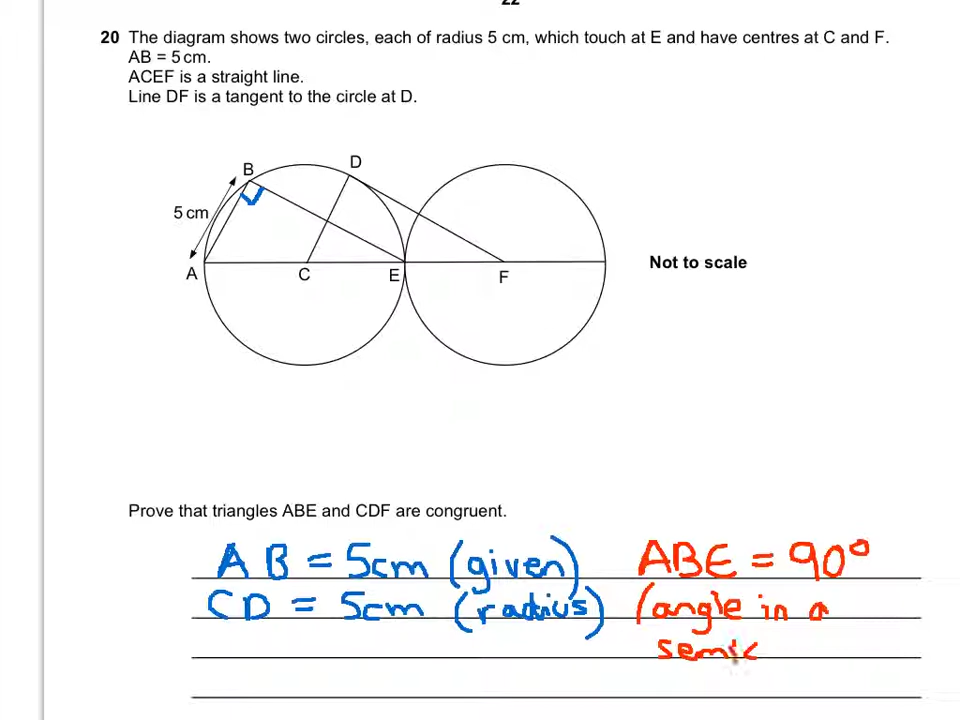 22
20 The diagram shows two circles, each of radius 5 cm, which touch at E and have centres at C and F.
AB = 5 cm.
ACEF is a straight line.
Line DF is a tangent to the circle at D.
B
D
5 cm
A
C
E
F
Not to scale
Prove that triangles ABE and CDF are congruent.
AB = 5cm (given)
CD = 5cm (radius)
ABE = 90°
(angle in a
semic